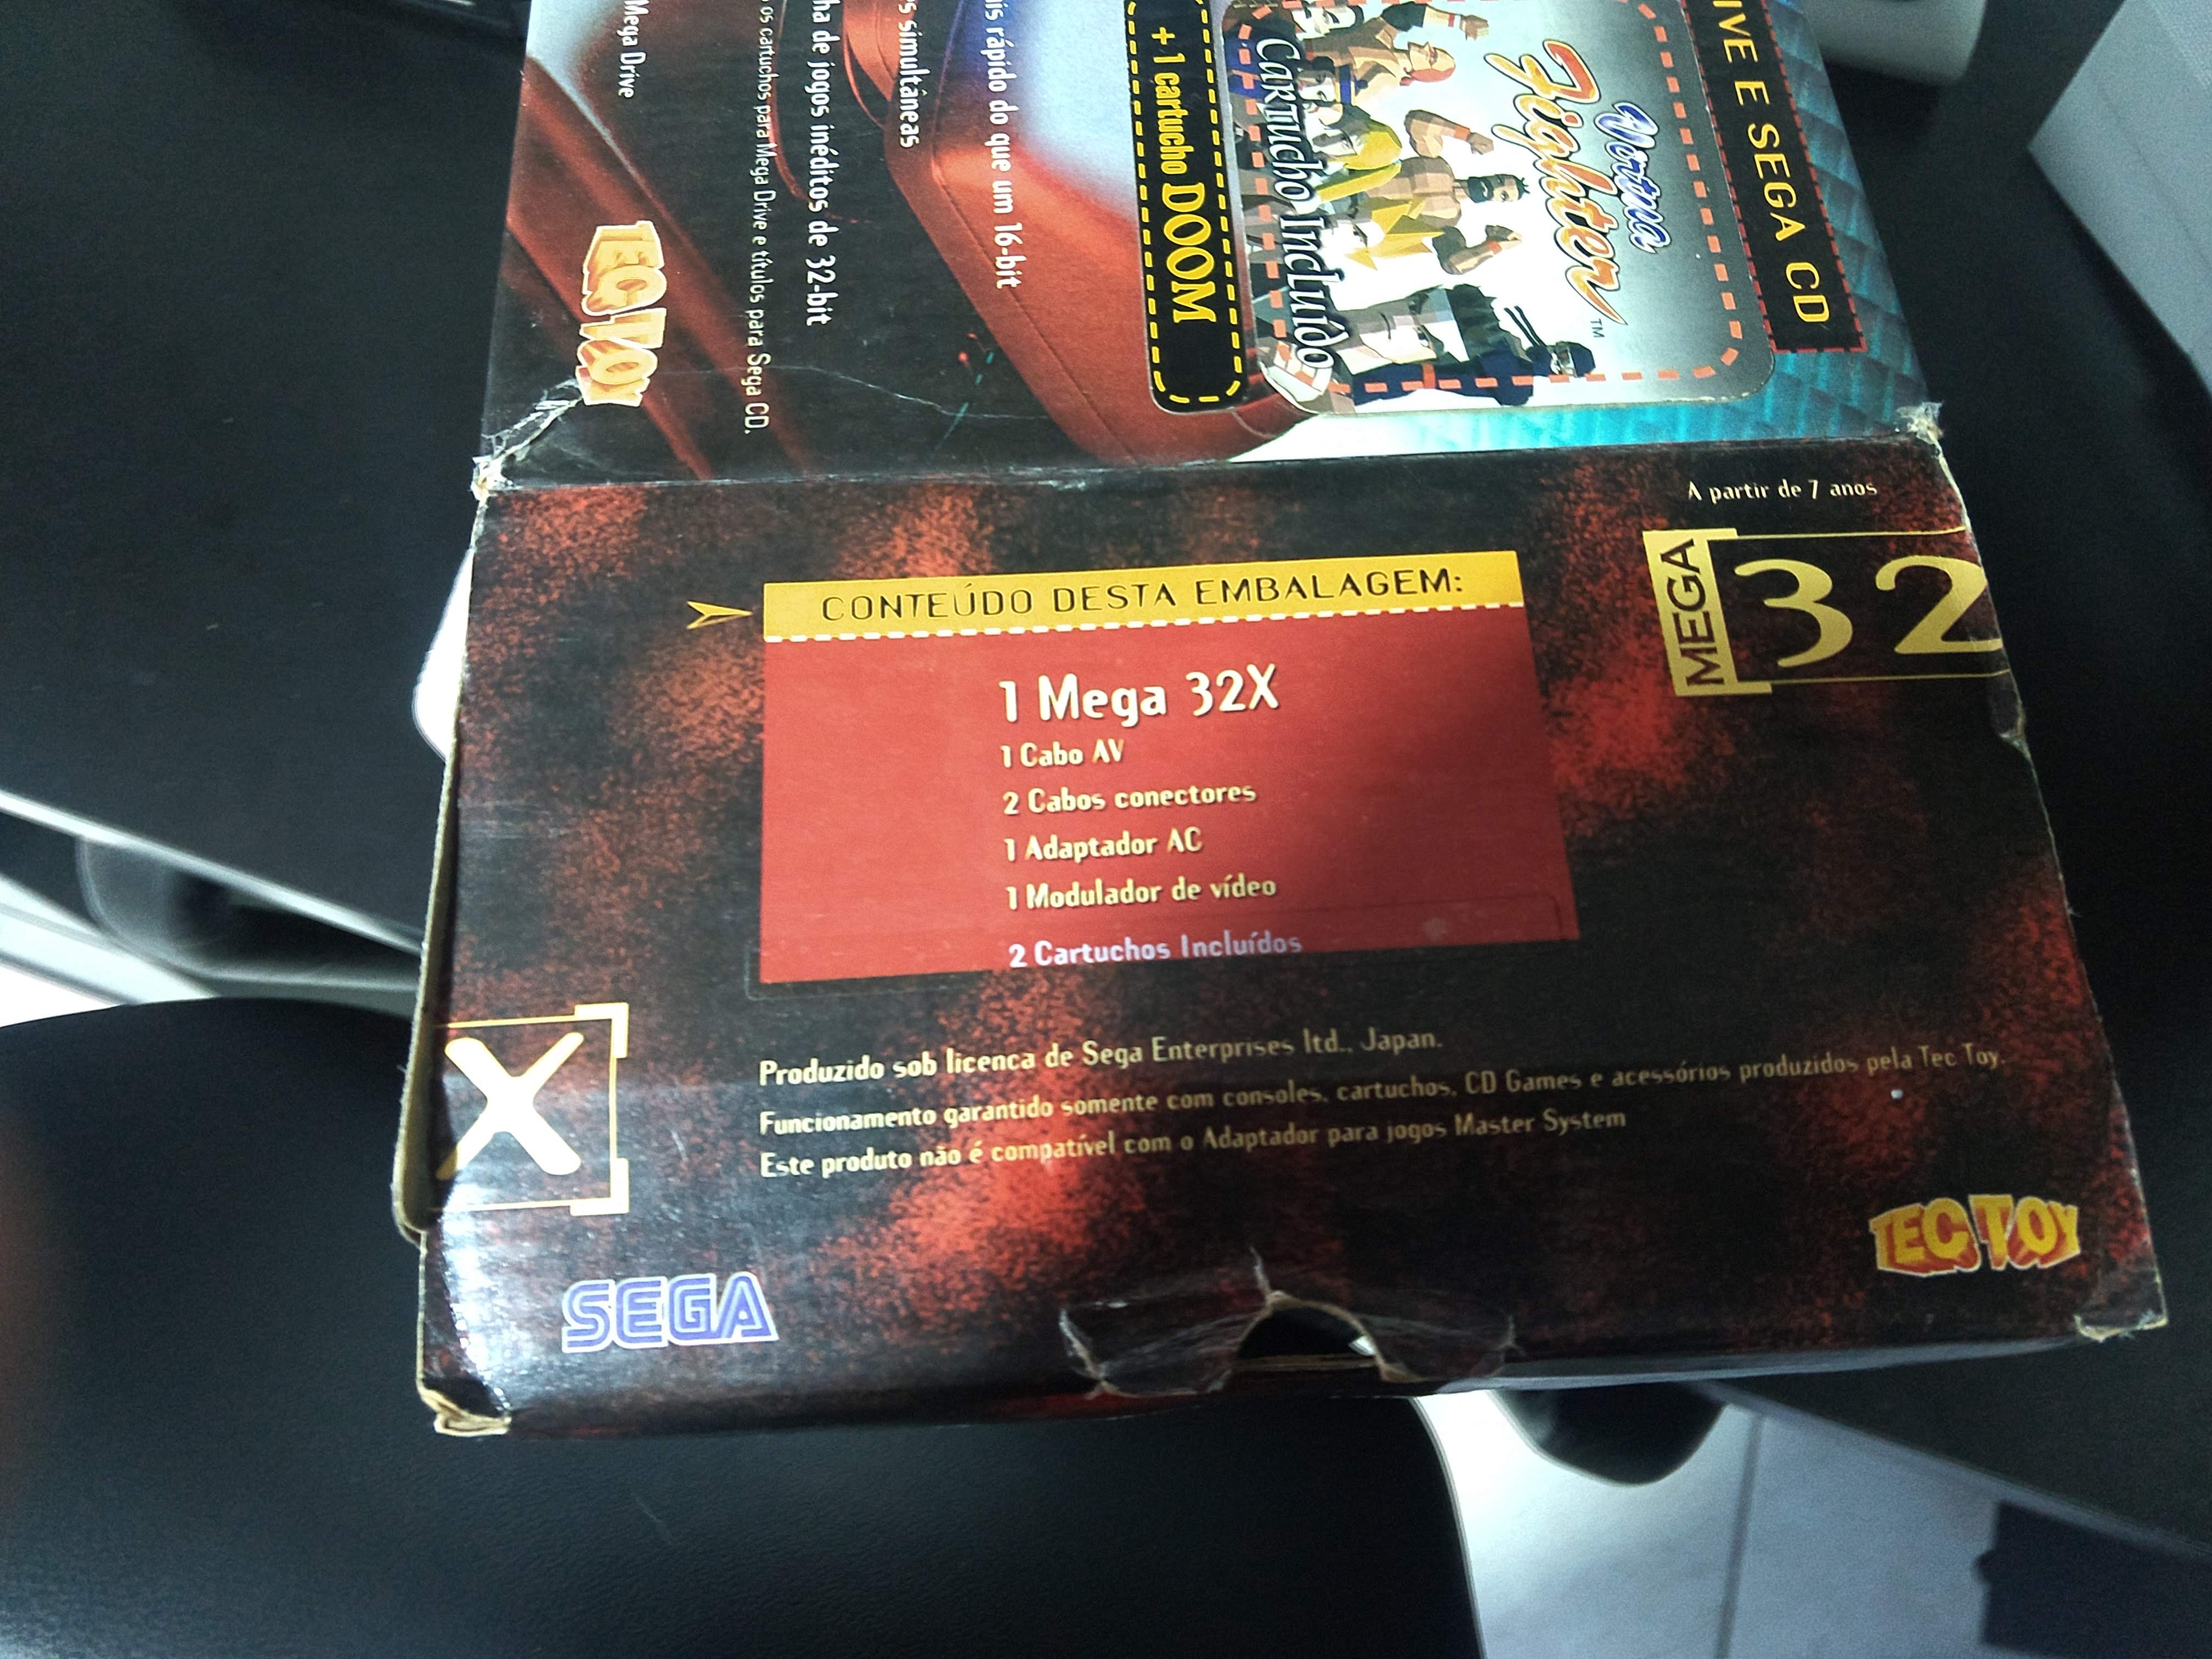 IVE E SEGA CD
Virtua
Fighter™
Cartucho Incluído
+ 1 cartucho DOOM
is rápido do que um 16-bit
s simultâneas
ha de jogos inéditos de 32-bit
os cartuchos para Mega Drive e títulos para Sega CD.
Mega Drive
TEC TOY
A partir de 7 anos
MEGA 32
CONTEÚDO DESTA EMBALAGEM:
1 Mega 32X
1 Cabo AV
2 Cabos conectores
1 Adaptador AC
1 Modulador de vídeo
2 Cartuchos Incluídos
X
Produzido sob licenca de Sega Enterprises ltd.. Japan.
Funcionamento garantido somente com consoles, cartuchos, CD Games e acessórios produzidos pela Tec Toy.
Este produto não é compatível com o Adaptador para jogos Master System
SEGA
TEC TOY